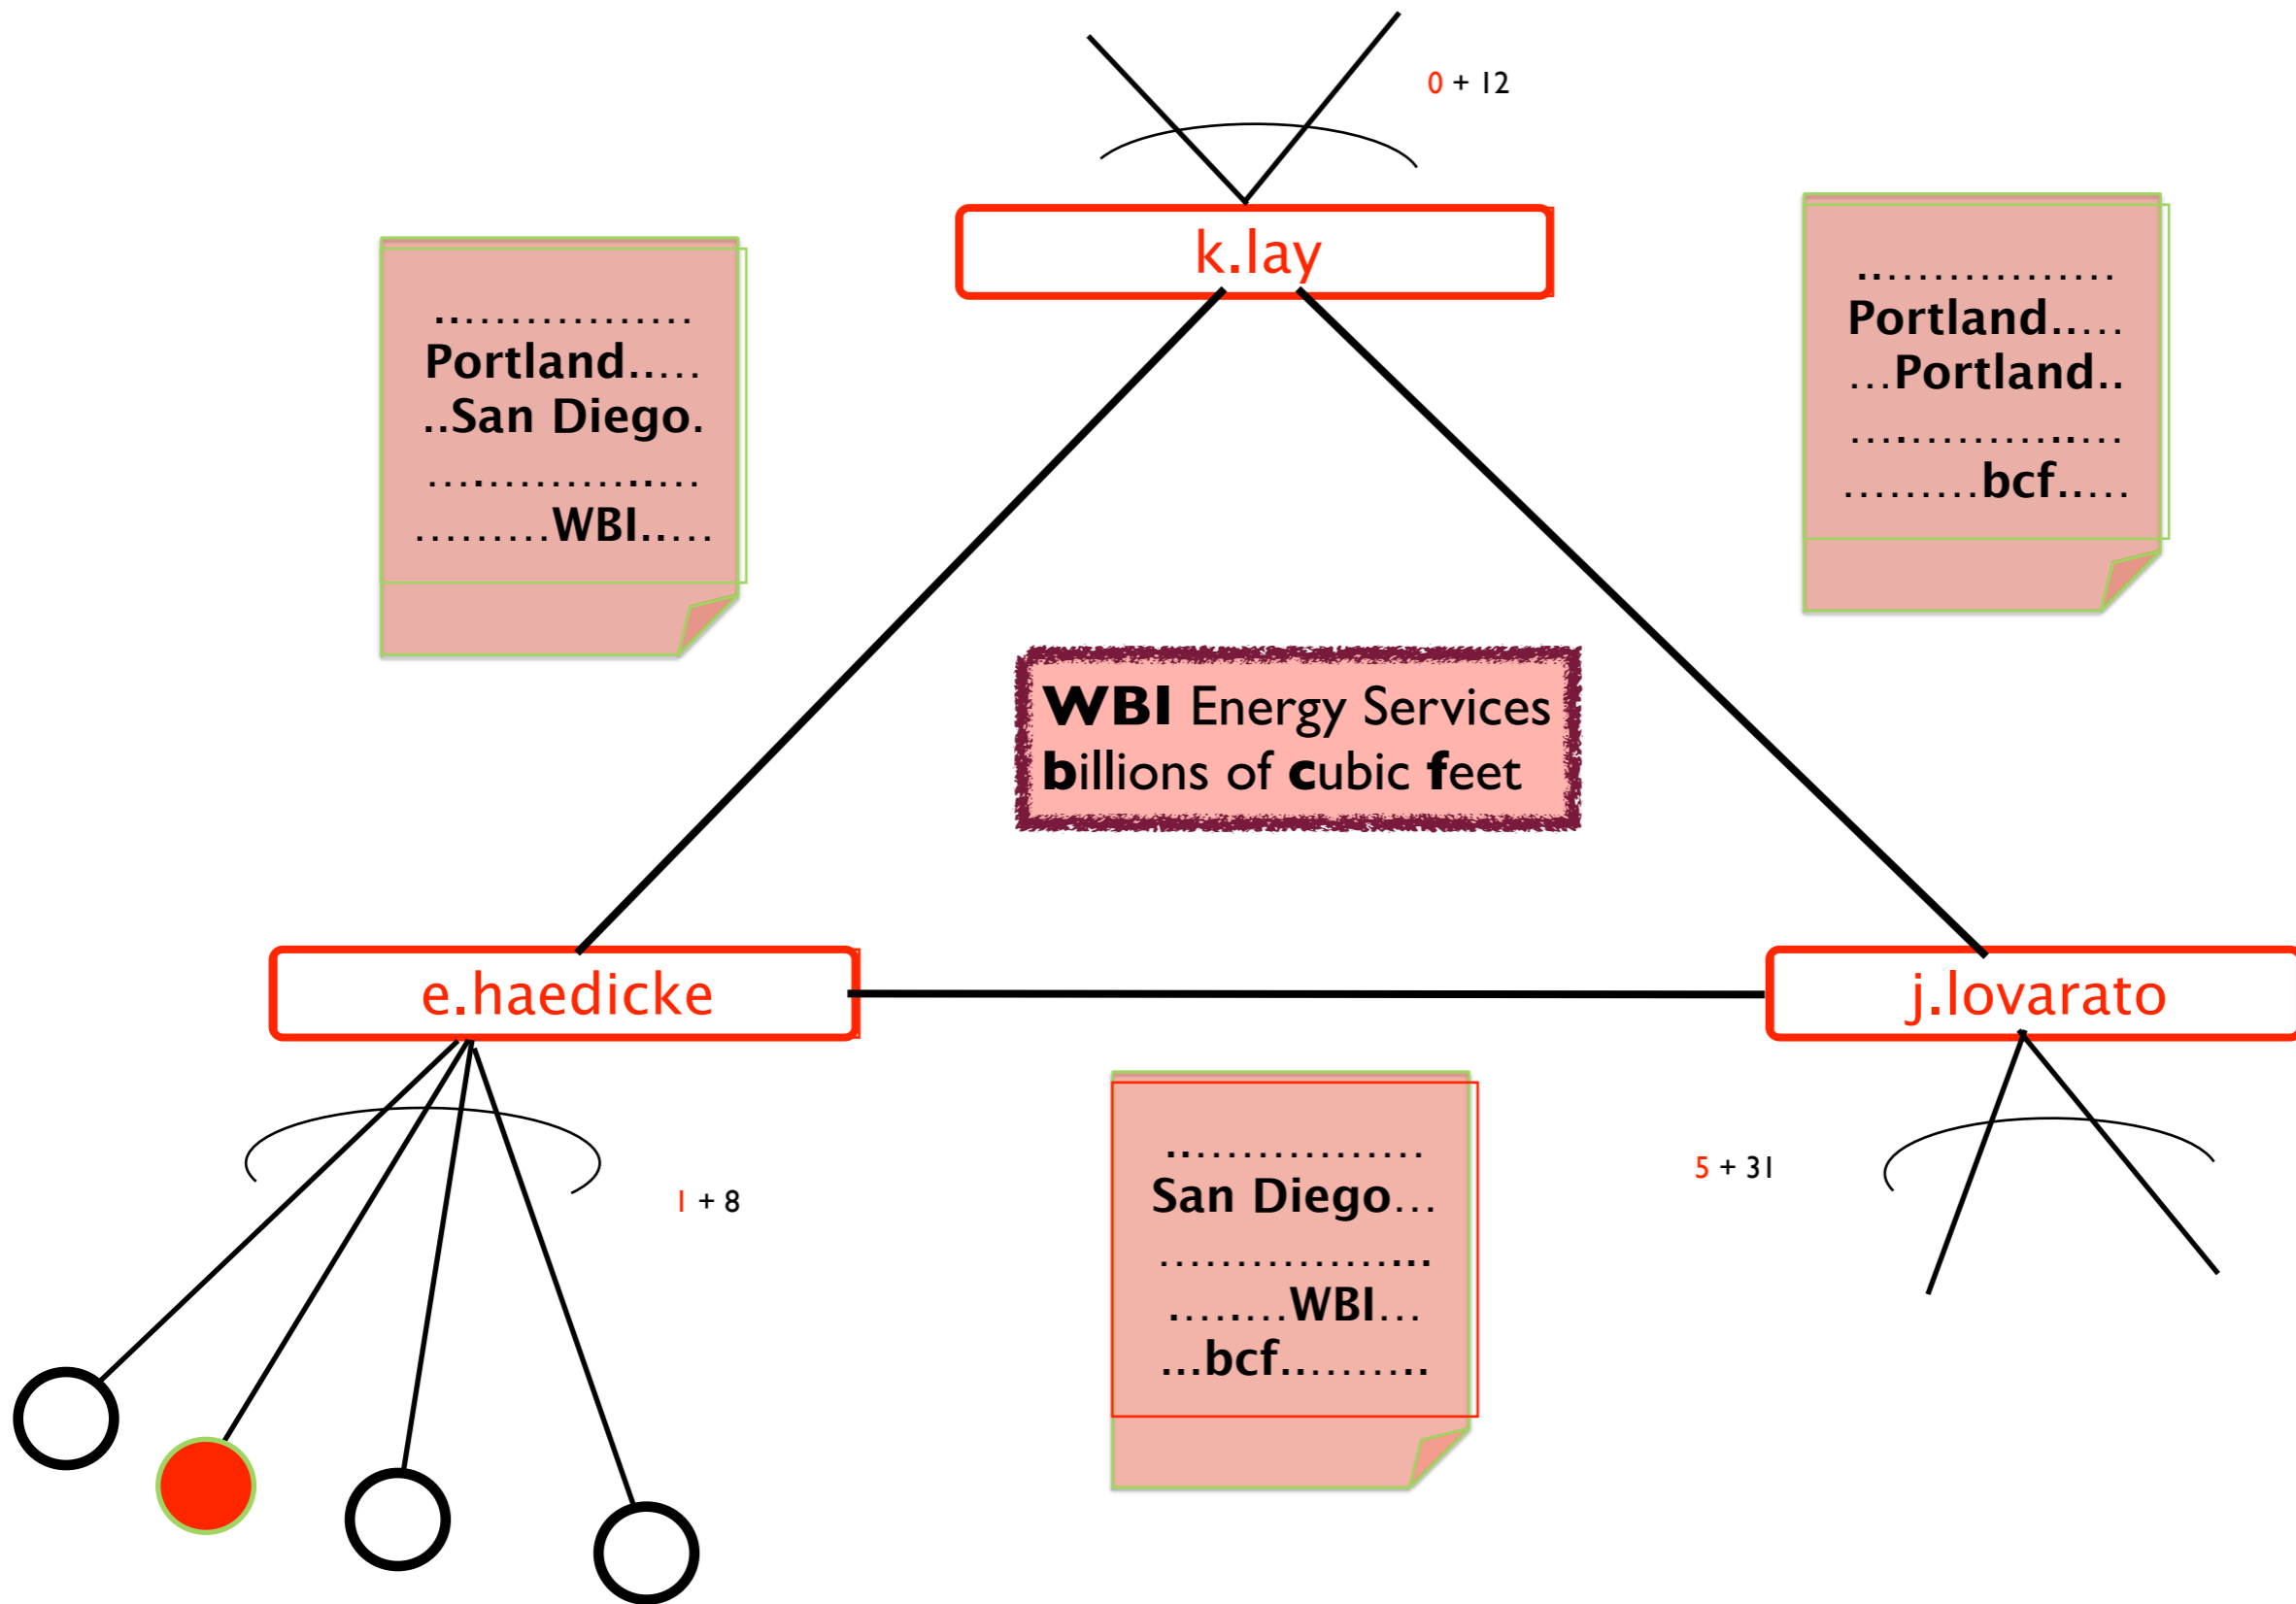 0 + 12
k.lay
..................
Portland.....
..San Diego.
..................
.........WBI.....
..................
Portland.....
...Portland..
..................
.........bcf.....
WBI Energy Services
billions of cubic feet
e.haedicke
j.lovarato
1 + 8
..................
San Diego...
..................
........WBI...
...bcf..........
5 + 31